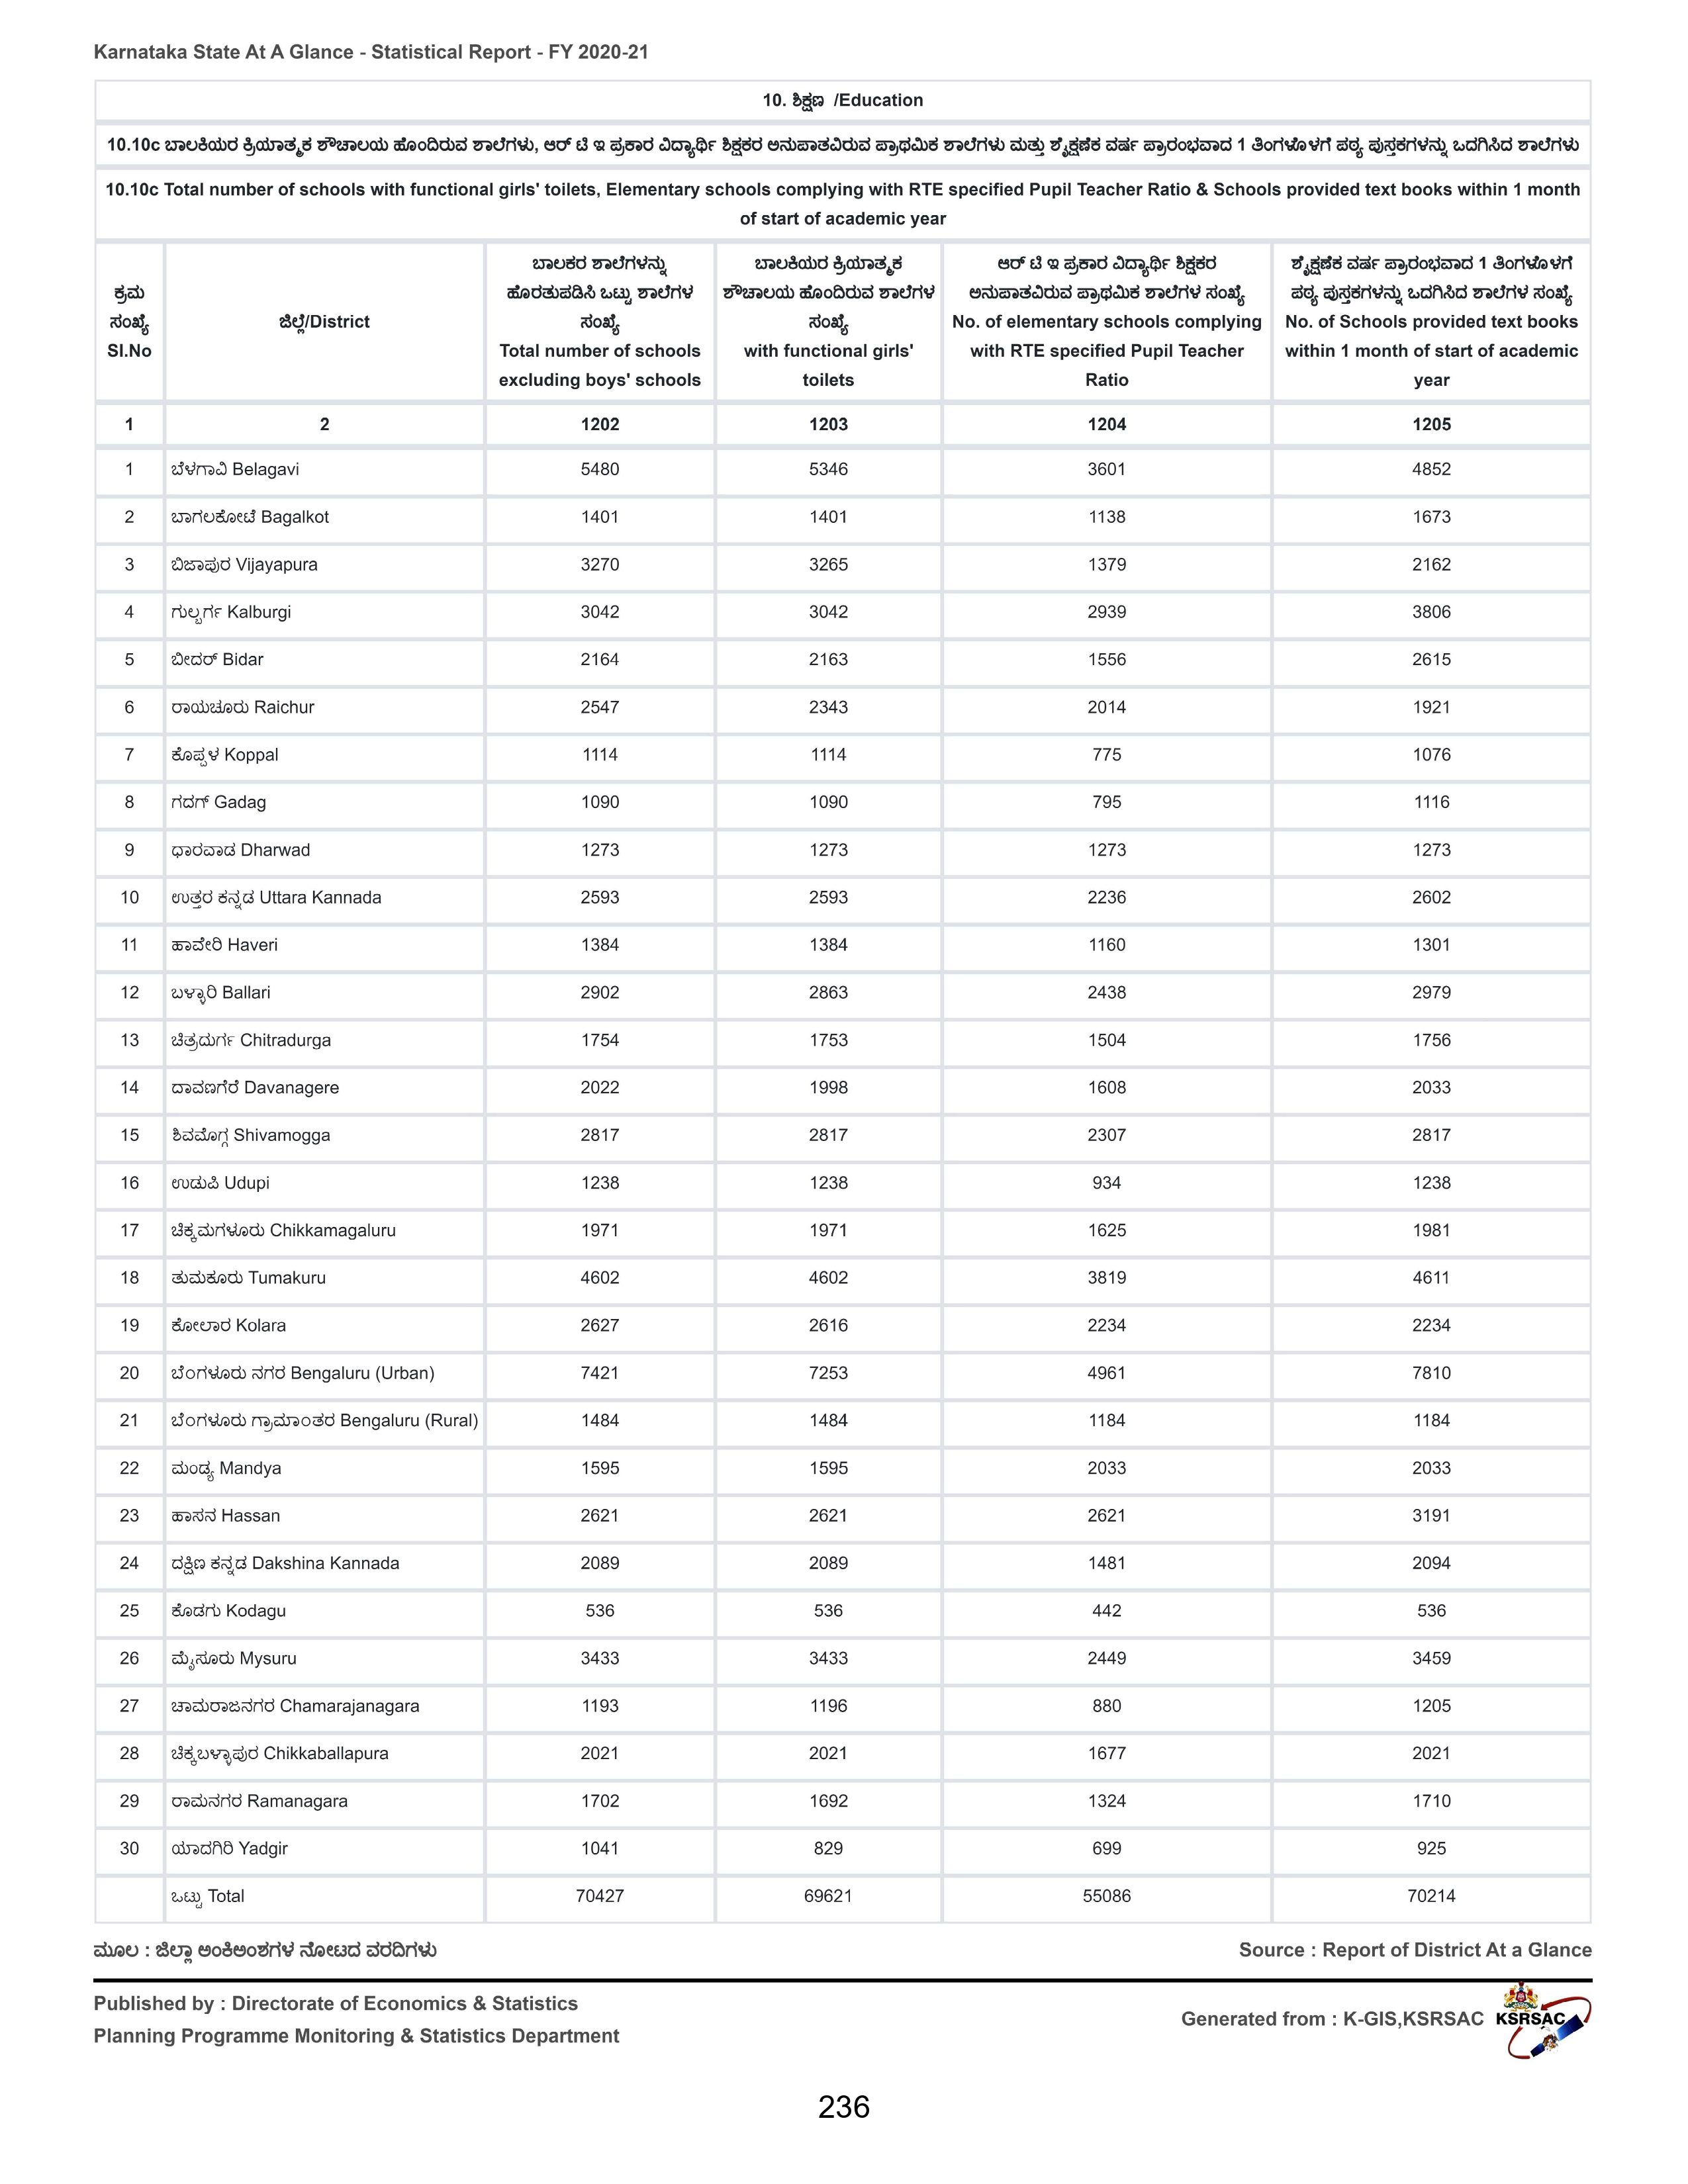 Karnataka State At A Glance - Statistical Report - FY 2020-21
10. ಶಿಕ್ಷಣ /Education
10.10c ಬಾಲಕಿಯರ ಕ್ರಿಯಾತ್ಮಕ ಶೌಚಾಲಯ ಹೊಂದಿರುವ ಶಾಲೆಗಳು, ಆರ್ ಟಿ ಇ ಪ್ರಕಾರ ವಿದ್ಯಾರ್ಥಿ ಶಿಕ್ಷಕರ ಅನುಪಾತವಿರುವ ಪ್ರಾಥಮಿಕ ಶಾಲೆಗಳು ಮತ್ತು ಶೈಕ್ಷಣಿಕ ವರ್ಷ ಪ್ರಾರಂಭವಾದ 1 ತಿಂಗಳೊಳಗೆ ಪಠ್ಯ ಪುಸ್ತಕಗಳನ್ನು ಒದಗಿಸಿದ ಶಾಲೆಗಳು
10.10c Total number of schools with functional girls' toilets, Elementary schools complying with RTE specified Pupil Teacher Ratio & Schools provided text books within 1 month
of start of academic year
ಕ್ರಮ
ಸಂಖ್ಯೆ
Sl.No
ಜಿಲ್ಲೆ/District
ಬಾಲಕರ ಶಾಲೆಗಳನ್ನು
ಹೊರತುಪಡಿಸಿ ಒಟ್ಟು ಶಾಲೆಗಳ
ಸಂಖ್ಯೆ
Total number of schools
excluding boys' schools
ಬಾಲಕಿಯರ ಕ್ರಿಯಾತ್ಮಕ
ಶೌಚಾಲಯ ಹೊಂದಿರುವ ಶಾಲೆಗಳ
ಸಂಖ್ಯೆ
with functional girls'
toilets
ಆರ್ ಟಿ ಇ ಪ್ರಕಾರ ವಿದ್ಯಾರ್ಥಿ ಶಿಕ್ಷಕರ
ಅನುಪಾತವಿರುವ ಪ್ರಾಥಮಿಕ ಶಾಲೆಗಳ ಸಂಖ್ಯೆ
No. of elementary schools complying
with RTE specified Pupil Teacher
Ratio
ಶೈಕ್ಷಣಿಕ ವರ್ಷ ಪ್ರಾರಂಭವಾದ 1 ತಿಂಗಳೊಳಗೆ
ಪಠ್ಯ ಪುಸ್ತಕಗಳನ್ನು ಒದಗಿಸಿದ ಶಾಲೆಗಳ ಸಂಖ್ಯೆ
No. of Schools provided text books
within 1 month of start of academic
year
1 2 1202 1203 1204 1205
1 ಬೆಳಗಾವಿ Belagavi 5480 5346 3601 4852
2 ಬಾಗಲಕೋಟೆ Bagalkot 1401 1401 1138 1673
3 ಬಿಜಾಪುರ Vijayapura 3270 3265 1379 2162
4 ಗುಲ್ಬರ್ಗ Kalburgi 3042 3042 2939 3806
5 ಬೀದರ್ Bidar 2164 2163 1556 2615
6 ರಾಯಚೂರು Raichur 2547 2343 2014 1921
7 ಕೊಪ್ಪಳ Koppal 1114 1114 775 1076
8 ಗದಗ್ Gadag 1090 1090 795 1116
9 ಧಾರವಾಡ Dharwad 1273 1273 1273 1273
10 ಉತ್ತರ ಕನ್ನಡ Uttara Kannada 2593 2593 2236 2602
11 ಹಾವೇರಿ Haveri 1384 1384 1160 1301
12 ಬಳ್ಳಾರಿ Ballari 2902 2863 2438 2979
13 ಚಿತ್ರದುರ್ಗ Chitradurga 1754 1753 1504 1756
14 ದಾವಣಗೆರೆ Davanagere 2022 1998 1608 2033
15 ಶಿವಮೊಗ್ಗ Shivamogga 2817 2817 2307 2817
16 ಉಡುಪಿ Udupi 1238 1238 934 1238
17 ಚಿಕ್ಕಮಗಳೂರು Chikkamagaluru 1971 1971 1625 1981
18 ತುಮಕೂರು Tumakuru 4602 4602 3819 4611
19 ಕೋಲಾರ Kolara 2627 2616 2234 2234
20 ಬೆಂಗಳೂರು ನಗರ Bengaluru (Urban) 7421 7253 4961 7810
21 ಬೆಂಗಳೂರು ಗ್ರಾಮಾಂತರ Bengaluru (Rural) 1484 1484 1184 1184
22 ಮಂಡ್ಯ Mandya 1595 1595 2033 2033
23 ಹಾಸನ Hassan 2621 2621 2621 3191
24 ದಕ್ಷಿಣ ಕನ್ನಡ Dakshina Kannada 2089 2089 1481 2094
25 ಕೊಡಗು Kodagu 536 536 442 536
26 ಮೈಸೂರು Mysuru 3433 3433 2449 3459
27 ಚಾಮರಾಜನಗರ Chamarajanagara 1193 1196 880 1205
28 ಚಿಕ್ಕಬಳ್ಳಾಪುರ Chikkaballapura 2021 2021 1677 2021
29 ರಾಮನಗರ Ramanagara 1702 1692 1324 1710
30 ಯಾದಗಿರಿ Yadgir 1041 829 699 925
ಒಟ್ಟು Total 70427 69621 55086 70214
ಮೂಲ : ಜಿಲ್ಲಾ ಅಂಕಿಅಂಶಗಳ ನೋಟದ ವರದಿಗಳು Source : Report of District At a Glance
Published by : Directorate of Economics & Statistics
Planning Programme Monitoring & Statistics Department
Generated from : K-GIS,KSRSAC KSRSAC
236